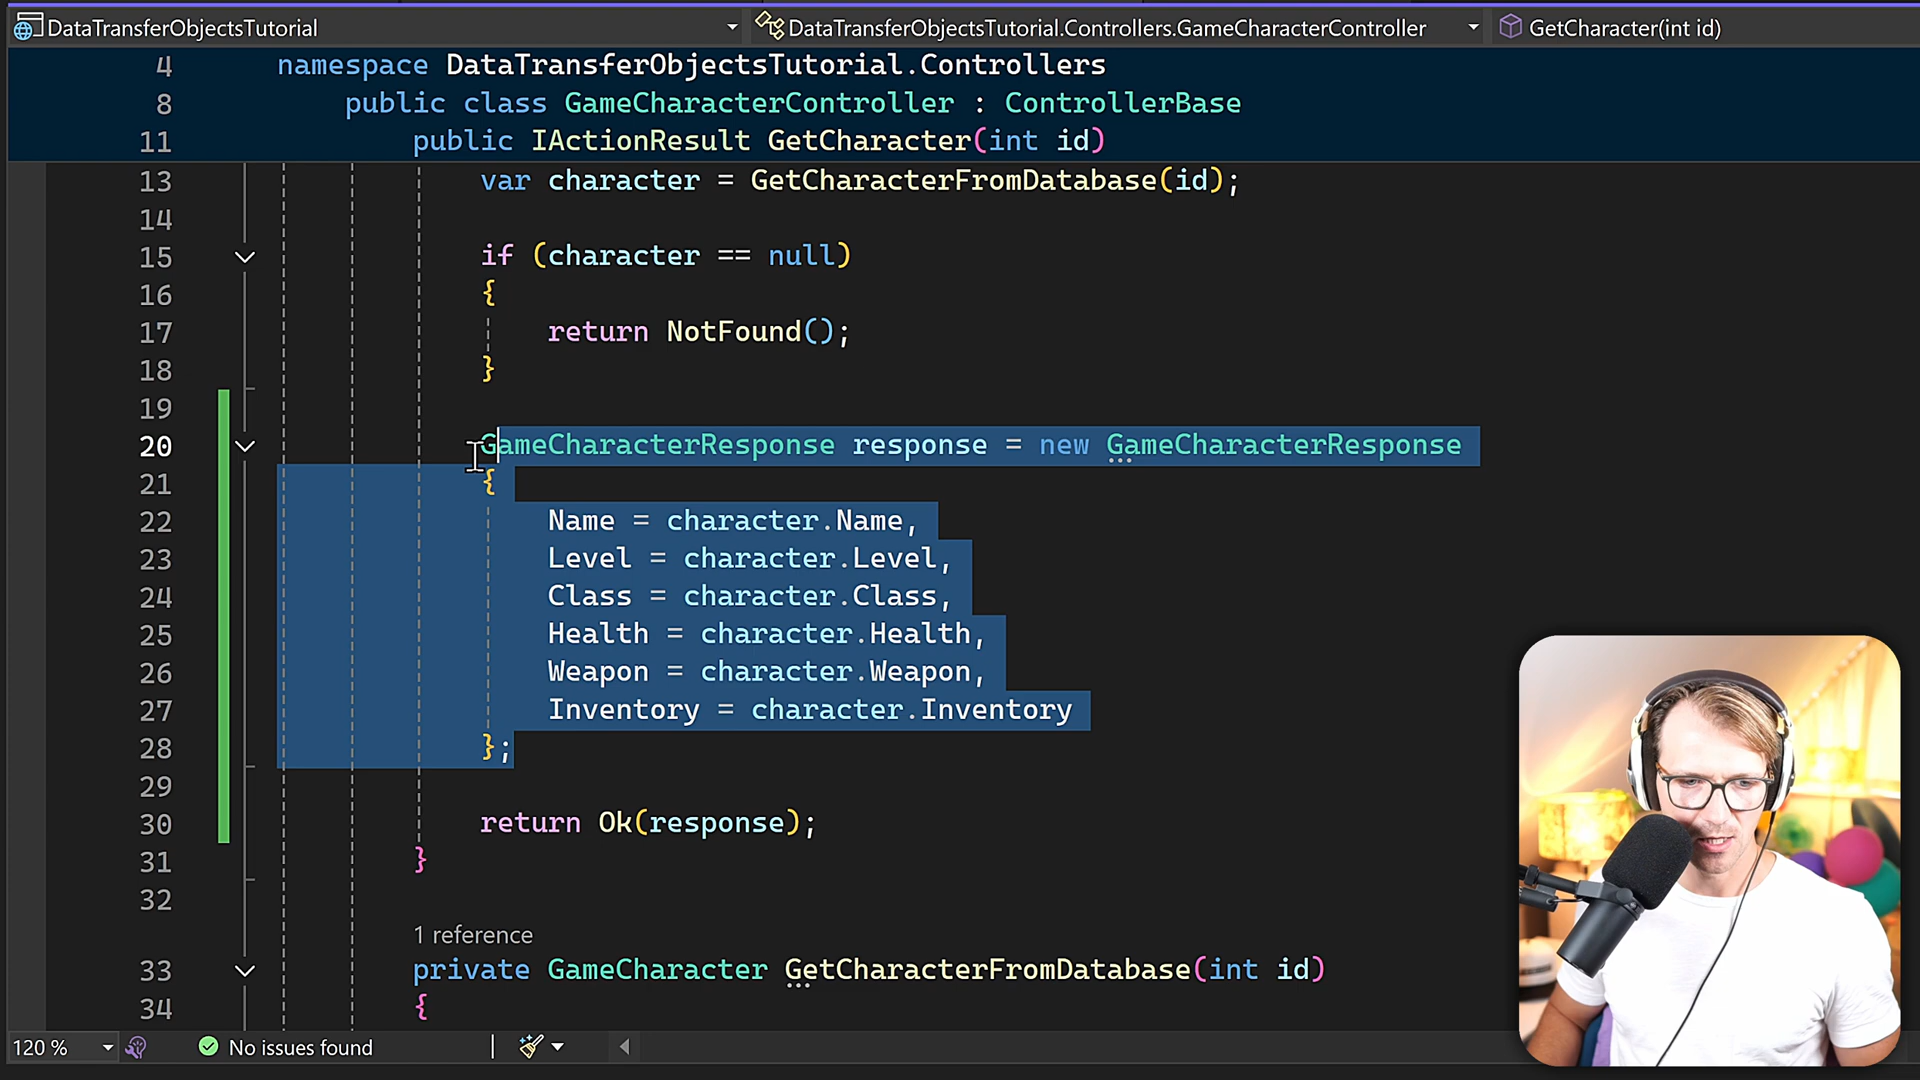 DataTransferObjectsTutorial
DataTransferObjectsTutorial.Controllers.GameCharacterController
GetCharacter(int id)
4 namespace DataTransferObjectsTutorial.Controllers
8 public class GameCharacterController : ControllerBase
11 public IActionResult GetCharacter(int id)
13 var character = GetCharacterFromDatabase(id);
14
15 if (character == null)
16 {
17 return NotFound();
18 }
19
20 GameCharacterResponse response = new GameCharacterResponse
21 {
22 Name = character.Name,
23 Level = character.Level,
24 Class = character.Class,
25 Health = character.Health,
26 Weapon = character.Weapon,
27 Inventory = character.Inventory
28 };
29
30 return Ok(response);
31 }
32
1 reference
33 private GameCharacter GetCharacterFromDatabase(int id)
34 {
120 %
No issues found